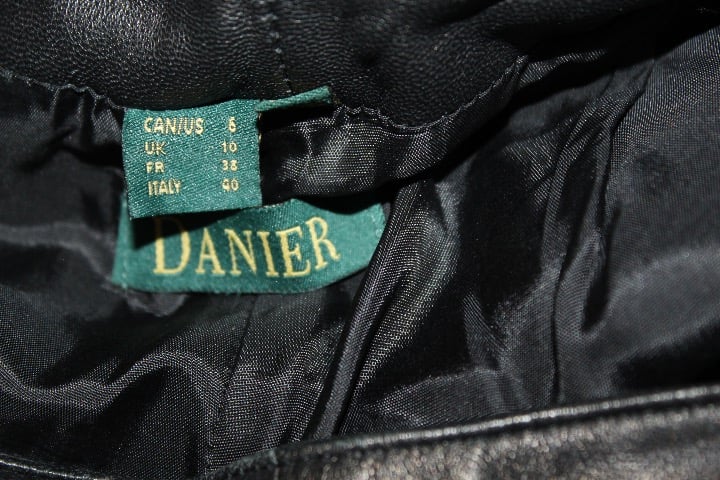 CAN/US 6
UK 10
FR 38
ITALY 40
DANIER